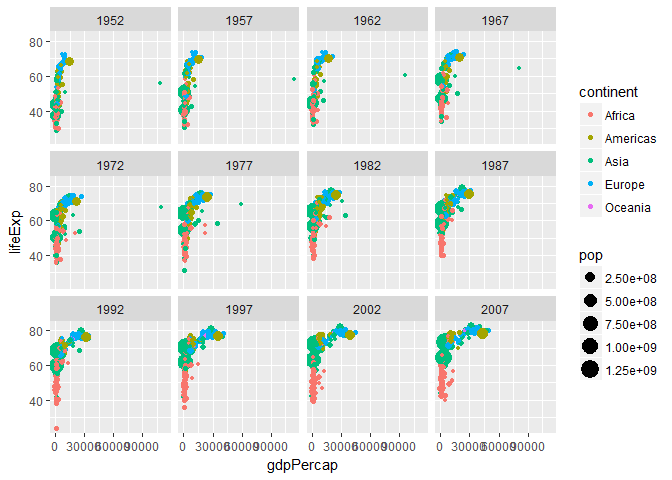 1952 1957 1962 1967
80
60
40
1972 1977 1982 1987
80
60
40
1992 1997 2002 2007
80
60
40
0 30000 60000 90000 0 30000 60000 90000 0 30000 60000 90000 0 30000 60000 90000
gdpPercap
lifeExp
continent
Africa
Americas
Asia
Europe
Oceania
pop
2.50e+08
5.00e+08
7.50e+08
1.00e+09
1.25e+09